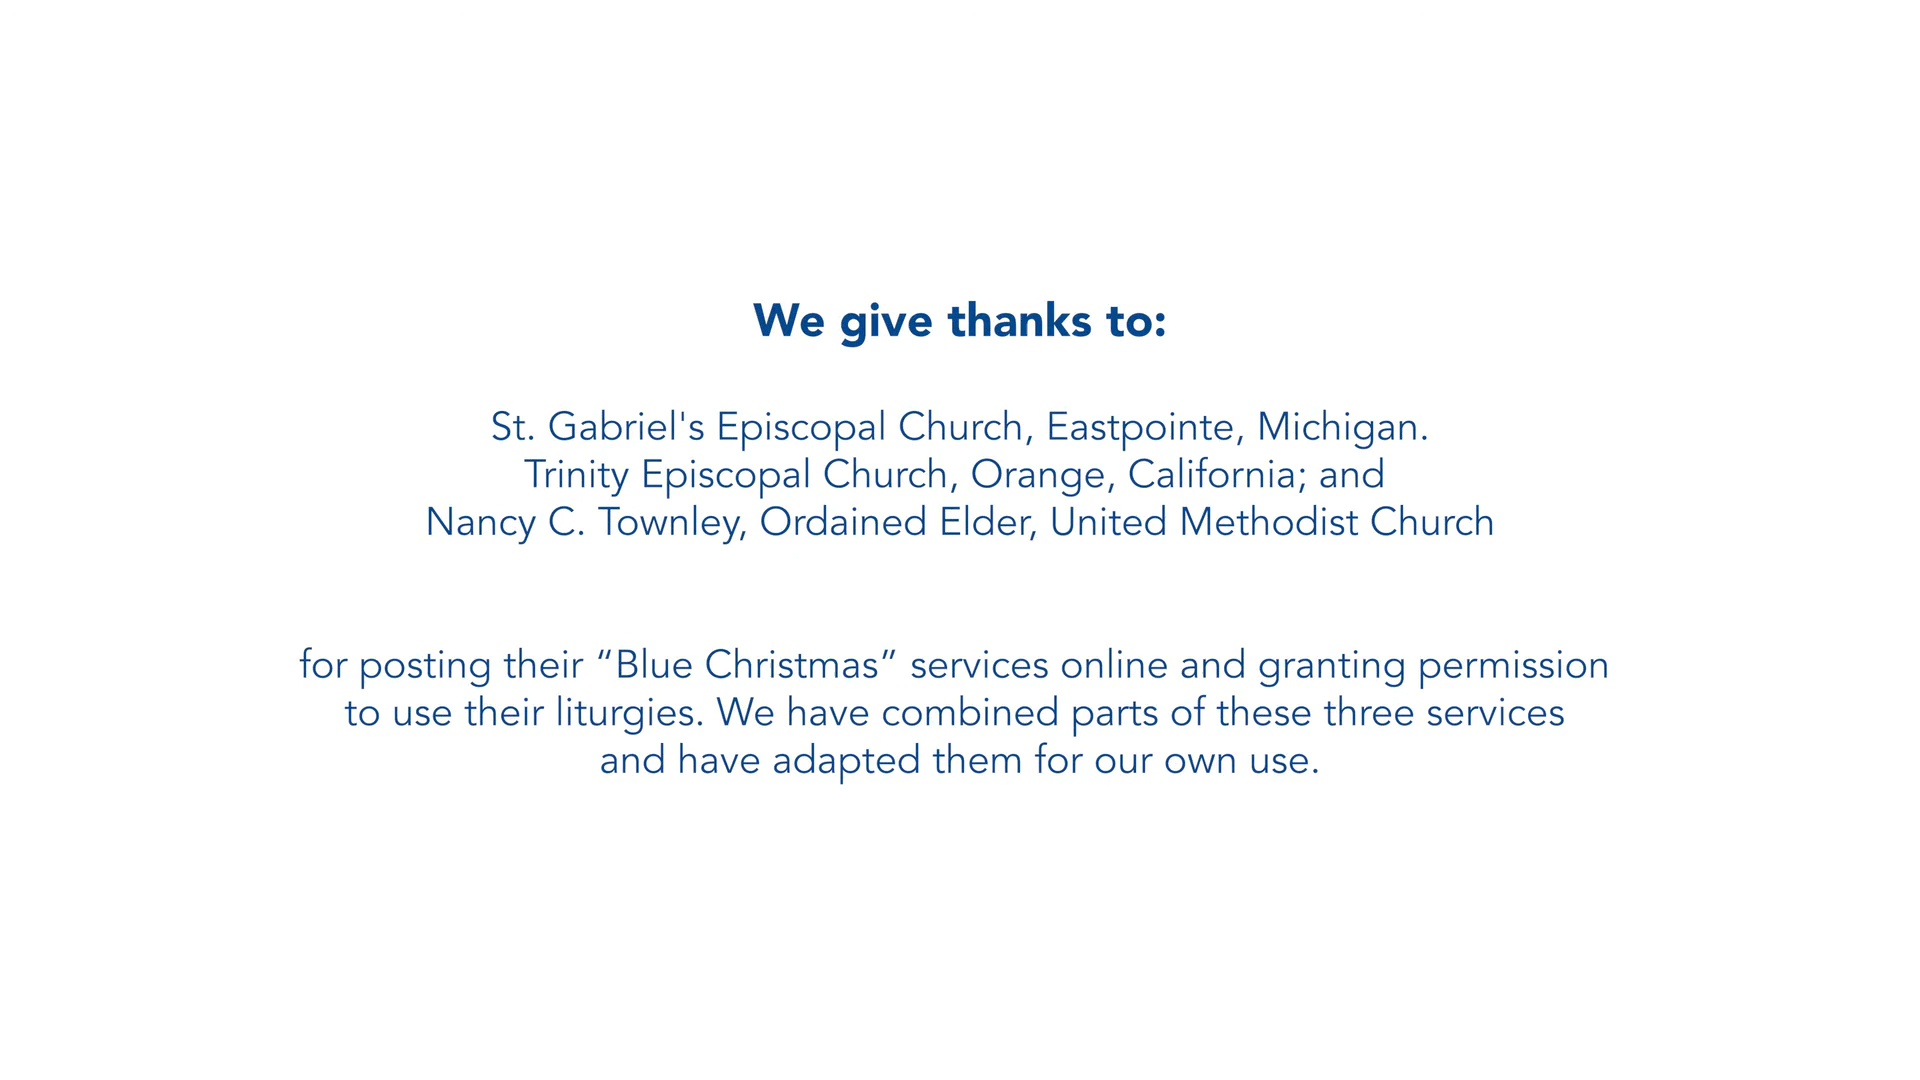 We give thanks to:
St. Gabriel's Episcopal Church, Eastpointe, Michigan.
Trinity Episcopal Church, Orange, California; and
Nancy C. Townley, Ordained Elder, United Methodist Church
for posting their “Blue Christmas” services online and granting permission
to use their liturgies. We have combined parts of these three services
and have adapted them for our own use.